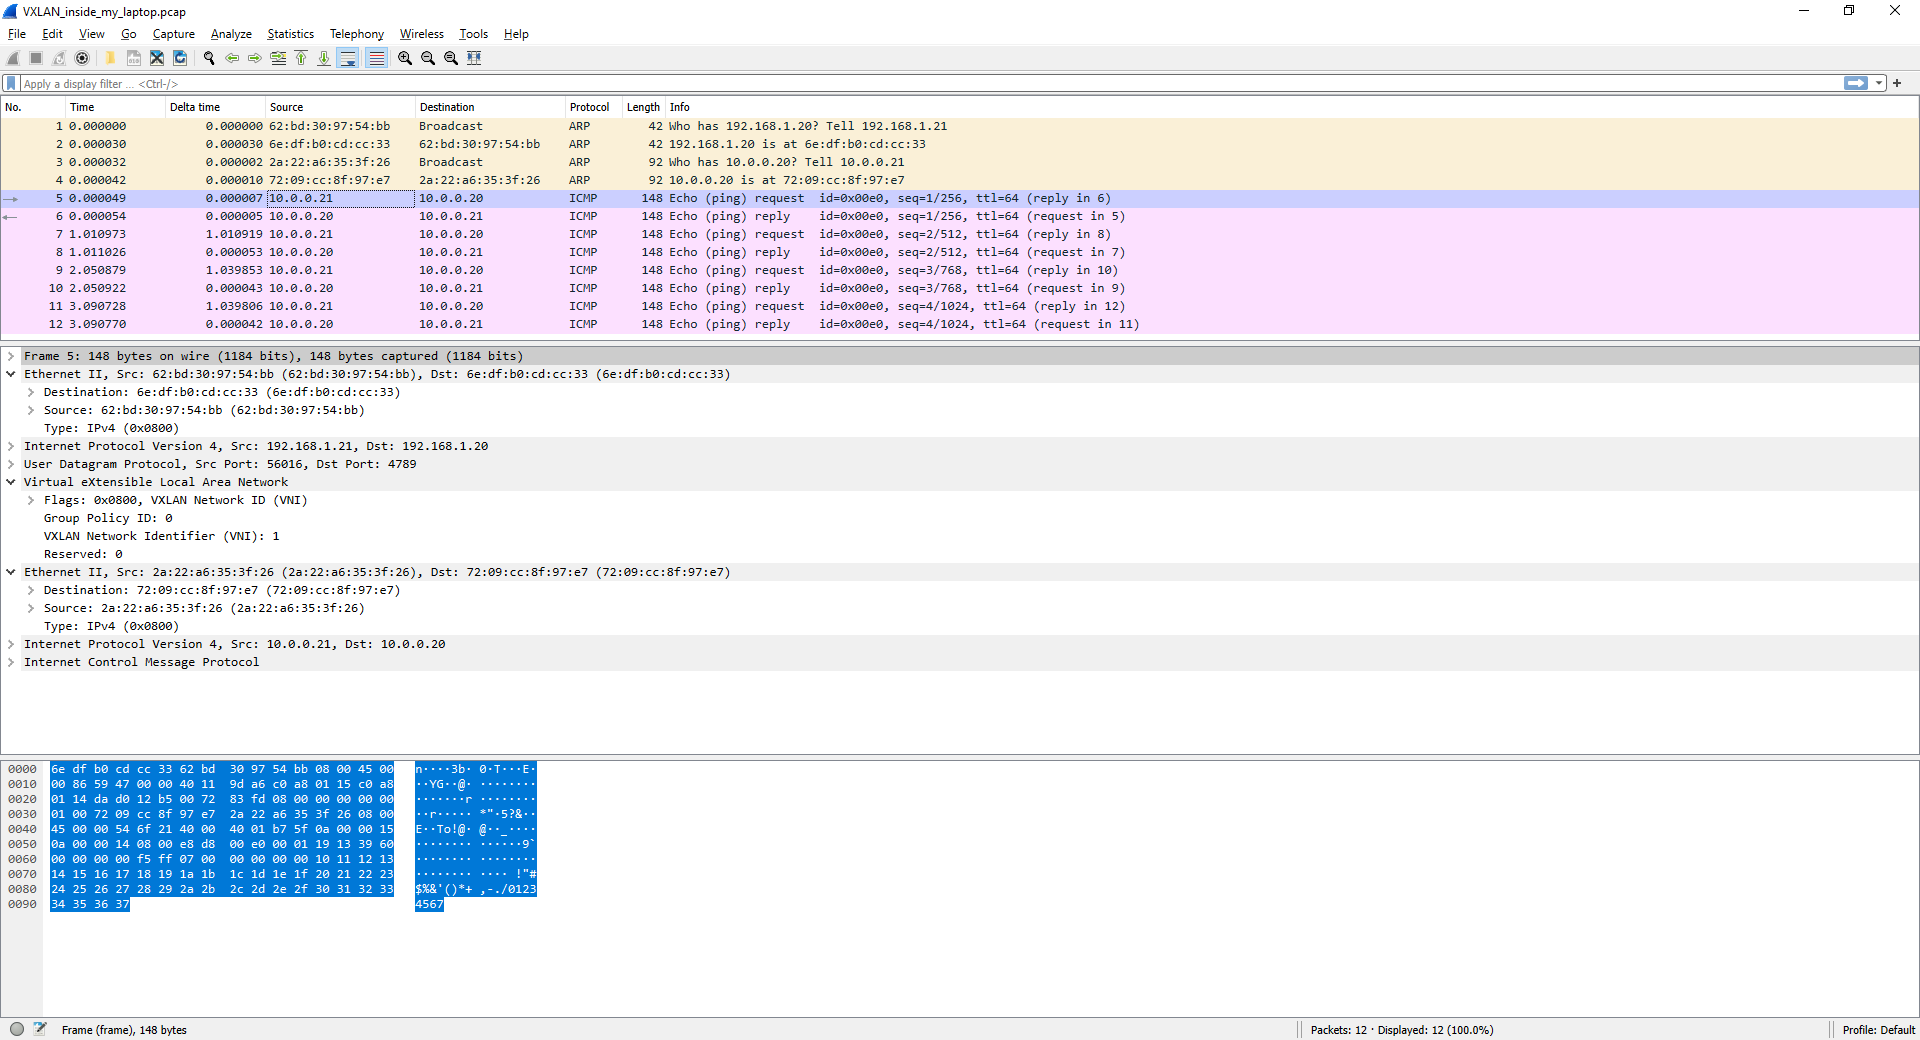 VXLAN_inside_my_laptop.pcap
File Edit View Go Capture Analyze Statistics Telephony Wireless Tools Help
Apply a display filter ... <Ctrl-/>
No. Time Delta time Source Destination Protocol Length Info
1 0.000000 0.000000 62:bd:30:97:54:bb Broadcast ARP 42 Who has 192.168.1.20? Tell 192.168.1.21
2 0.000030 0.000030 6e:df:b0:cd:cc:33 62:bd:30:97:54:bb ARP 42 192.168.1.20 is at 6e:df:b0:cd:cc:33
3 0.000032 0.000002 2a:22:a6:35:3f:26 Broadcast ARP 92 Who has 10.0.0.20? Tell 10.0.0.21
4 0.000042 0.000010 72:09:cc:8f:97:e7 2a:22:a6:35:3f:26 ARP 92 10.0.0.20 is at 72:09:cc:8f:97:e7
5 0.000049 0.000007 10.0.0.21 10.0.0.20 ICMP 148 Echo (ping) request id=0x00e0, seq=1/256, ttl=64 (reply in 6)
6 0.000054 0.000005 10.0.0.20 10.0.0.21 ICMP 148 Echo (ping) reply id=0x00e0, seq=1/256, ttl=64 (request in 5)
7 1.010973 1.010919 10.0.0.21 10.0.0.20 ICMP 148 Echo (ping) request id=0x00e0, seq=2/512, ttl=64 (reply in 8)
8 1.011026 0.000053 10.0.0.20 10.0.0.21 ICMP 148 Echo (ping) reply id=0x00e0, seq=2/512, ttl=64 (request in 7)
9 2.050879 1.039853 10.0.0.21 10.0.0.20 ICMP 148 Echo (ping) request id=0x00e0, seq=3/768, ttl=64 (reply in 10)
10 2.050922 0.000043 10.0.0.20 10.0.0.21 ICMP 148 Echo (ping) reply id=0x00e0, seq=3/768, ttl=64 (request in 9)
11 3.090728 1.039806 10.0.0.21 10.0.0.20 ICMP 148 Echo (ping) request id=0x00e0, seq=4/1024, ttl=64 (reply in 12)
12 3.090770 0.000042 10.0.0.20 10.0.0.21 ICMP 148 Echo (ping) reply id=0x00e0, seq=4/1024, ttl=64 (request in 11)
Frame 5: 148 bytes on wire (1184 bits), 148 bytes captured (1184 bits)
Ethernet II, Src: 62:bd:30:97:54:bb (62:bd:30:97:54:bb), Dst: 6e:df:b0:cd:cc:33 (6e:df:b0:cd:cc:33)
Destination: 6e:df:b0:cd:cc:33 (6e:df:b0:cd:cc:33)
Source: 62:bd:30:97:54:bb (62:bd:30:97:54:bb)
Type: IPv4 (0x0800)
Internet Protocol Version 4, Src: 192.168.1.21, Dst: 192.168.1.20
User Datagram Protocol, Src Port: 56016, Dst Port: 4789
Virtual eXtensible Local Area Network
Flags: 0x0800, VXLAN Network ID (VNI)
Group Policy ID: 0
VXLAN Network Identifier (VNI): 1
Reserved: 0
Ethernet II, Src: 2a:22:a6:35:3f:26 (2a:22:a6:35:3f:26), Dst: 72:09:cc:8f:97:e7 (72:09:cc:8f:97:e7)
Destination: 72:09:cc:8f:97:e7 (72:09:cc:8f:97:e7)
Source: 2a:22:a6:35:3f:26 (2a:22:a6:35:3f:26)
Type: IPv4 (0x0800)
Internet Protocol Version 4, Src: 10.0.0.21, Dst: 10.0.0.20
Internet Control Message Protocol
0000 6e df b0 cd cc 33 62 bd 30 97 54 bb 08 00 45 00 n····3b· 0·T···E·
0010 00 86 59 47 00 00 40 11 9d a6 c0 a8 01 15 c0 a8 ··YG··@· ········
0020 01 14 da d0 12 b5 00 72 83 fd 08 00 00 00 00 00 ·······r ········
0030 01 00 72 09 cc 8f 97 e7 2a 22 a6 35 3f 26 08 00 ··r····· *"·5?&··
0040 45 00 00 54 6f 21 40 00 40 01 b7 5f 0a 00 00 15 E··To!@· @··_····
0050 0a 00 00 14 08 00 e8 d8 00 e0 00 01 19 13 39 60 ········ ······9`
0060 00 00 00 00 f5 ff 07 00 00 00 00 00 10 11 12 13 ········ ········
0070 14 15 16 17 18 19 1a 1b 1c 1d 1e 1f 20 21 22 23 ········ ···· !"#
0080 24 25 26 27 28 29 2a 2b 2c 2d 2e 2f 30 31 32 33 $%&'()*+ ,-./0123
0090 34 35 36 37 4567
Frame (frame), 148 bytes Packets: 12 · Displayed: 12 (100.0%) Profile: Default